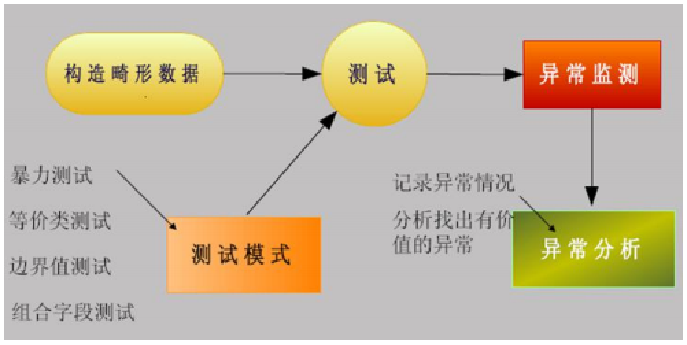 构造畸形数据
测试
异常监测
暴力测试
等价类测试
边界值测试
组合字段测试
测试模式
记录异常情况
分析找出有价
值的异常
异常分析